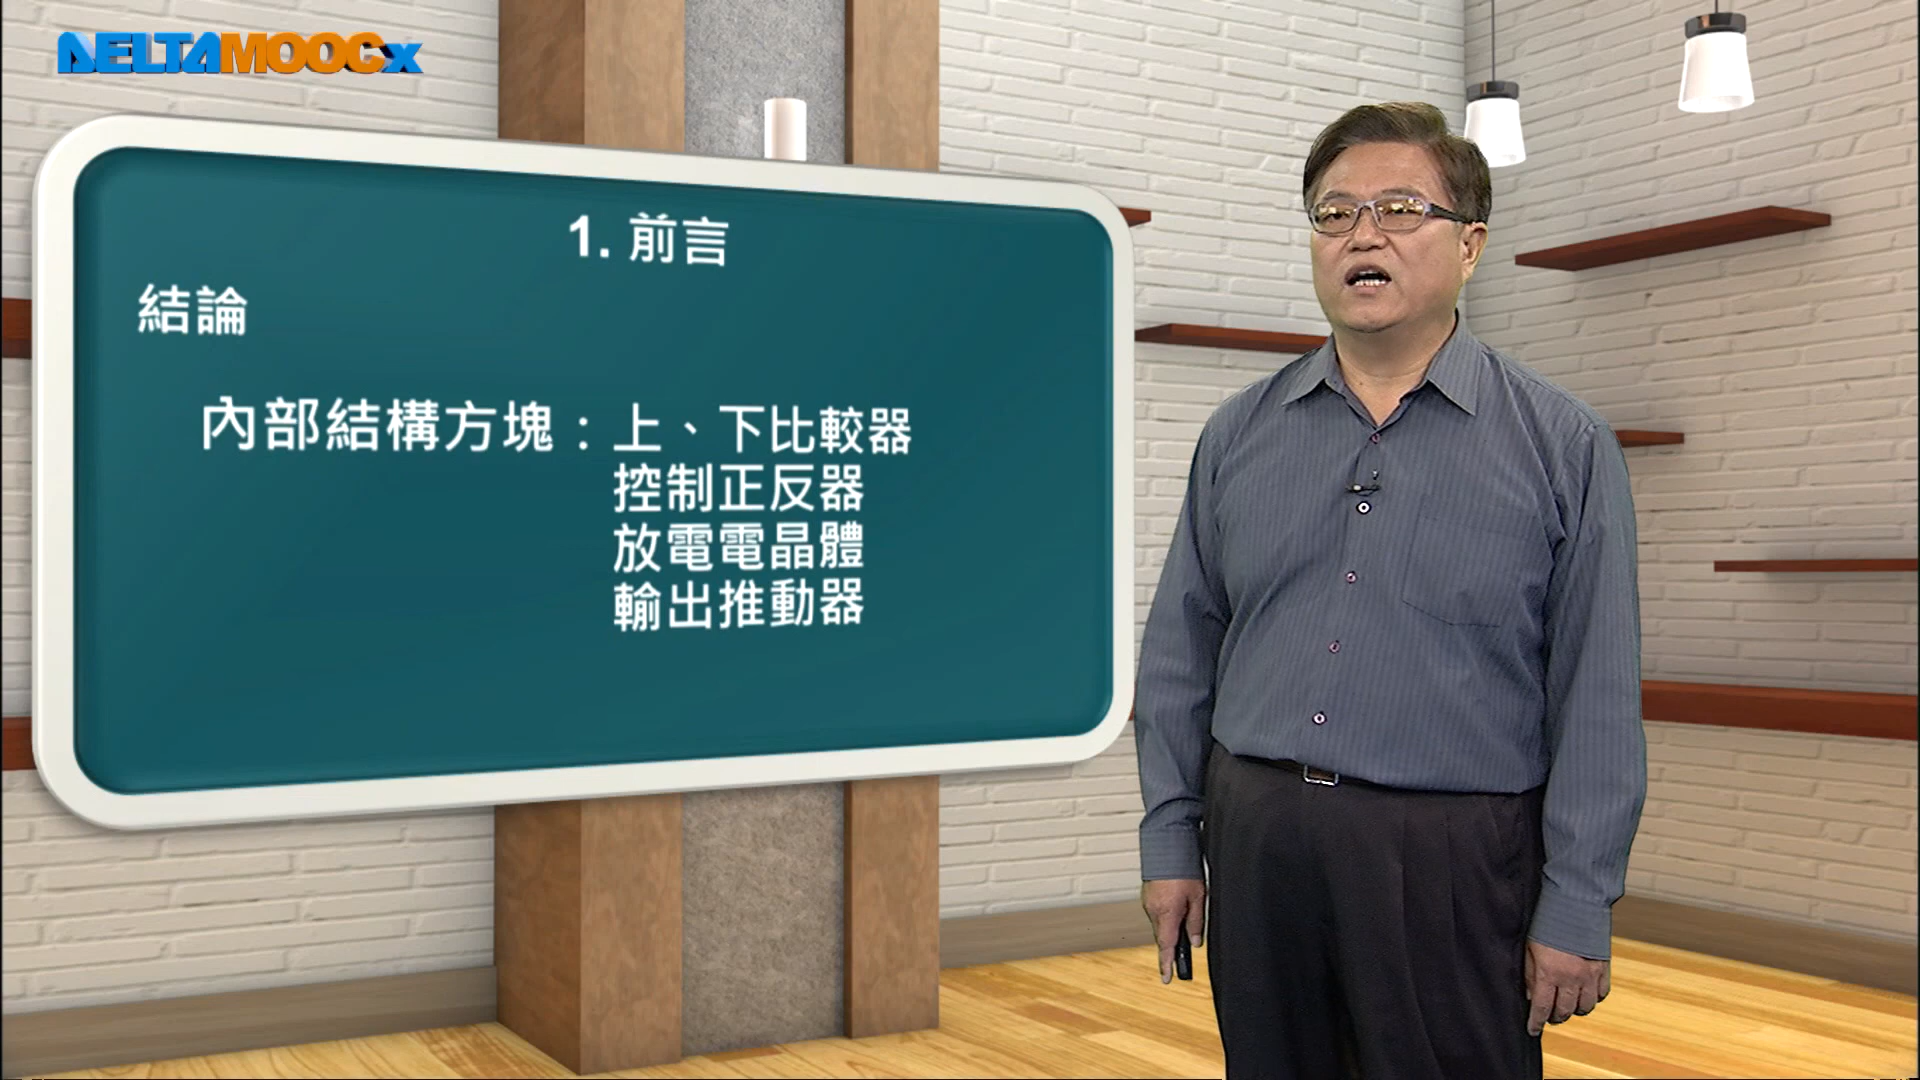 DELTAMOOCx
1. 前言
結論
內部結構方塊：上、下比較器
控制正反器
放電電晶體
輸出推動器